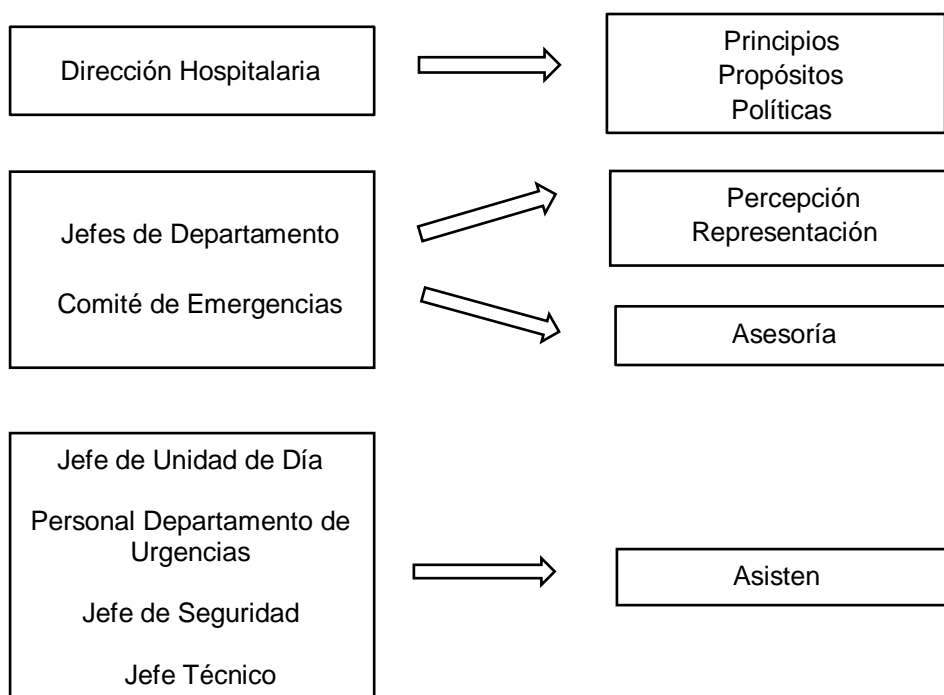 Dirección Hospitalaria
Principios
Propósitos
Políticas
Jefes de Departamento
Comité de Emergencias
Percepción
Representación
Asesoría
Jefe de Unidad de Día
Personal Departamento de
Urgencias
Jefe de Seguridad
Jefe Técnico
Asisten